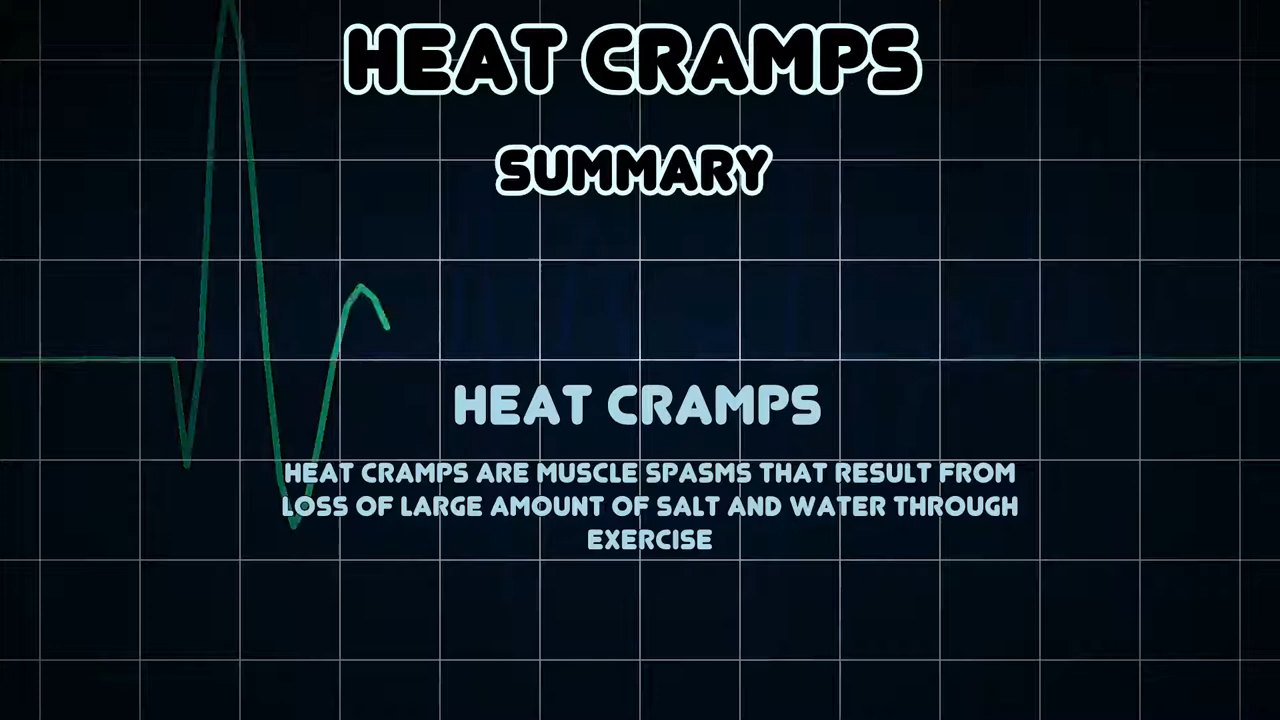 HEAT CRAMPS
SUMMARY
HEAT CRAMPS
HEAT CRAMPS ARE MUSCLE SPASMS THAT RESULT FROM
LOSS OF LARGE AMOUNT OF SALT AND WATER THROUGH
EXERCISE